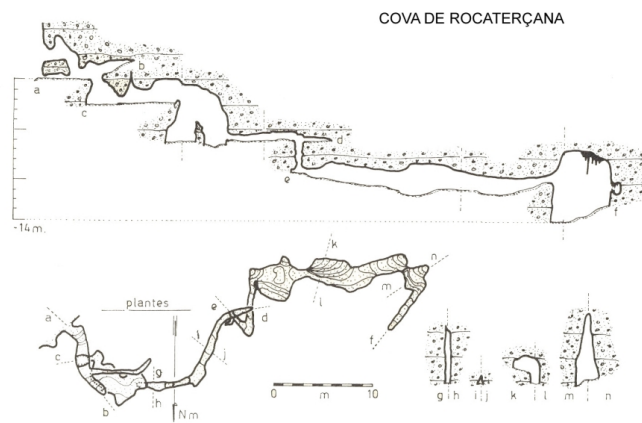 COVA DE ROCATERÇANA
b
a
c
d
e
f
-14 m.
k
n
plantes
l
m
a
e
d
i
f
c
g
j
b
h
Nm
0 m 10
g h i j k l m n